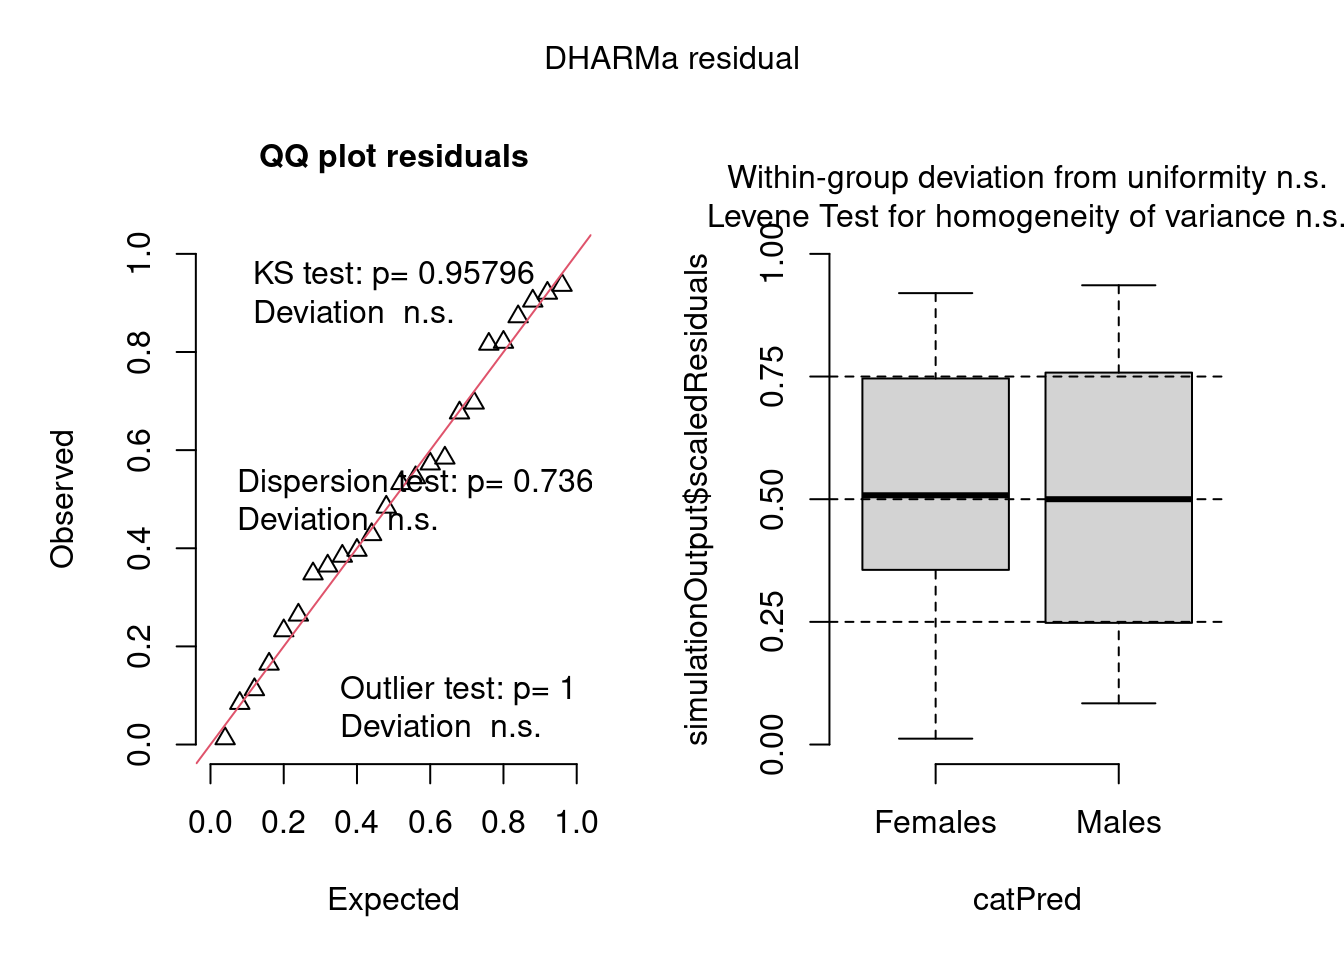 DHARMa residual
QQ plot residuals
KS test: p= 0.95796
Deviation  n.s.
Dispersion test: p= 0.736
Deviation  n.s.
Outlier test: p= 1
Deviation  n.s.
Observed
0.0
0.2
0.4
0.6
0.8
1.0
0.0 0.2 0.4 0.6 0.8 1.0
Expected
Within-group deviation from uniformity n.s.
Levene Test for homogeneity of variance n.s.
simulationOutput$scaledResiduals
0.00
0.25
0.50
0.75
1.00
Females Males
catPred